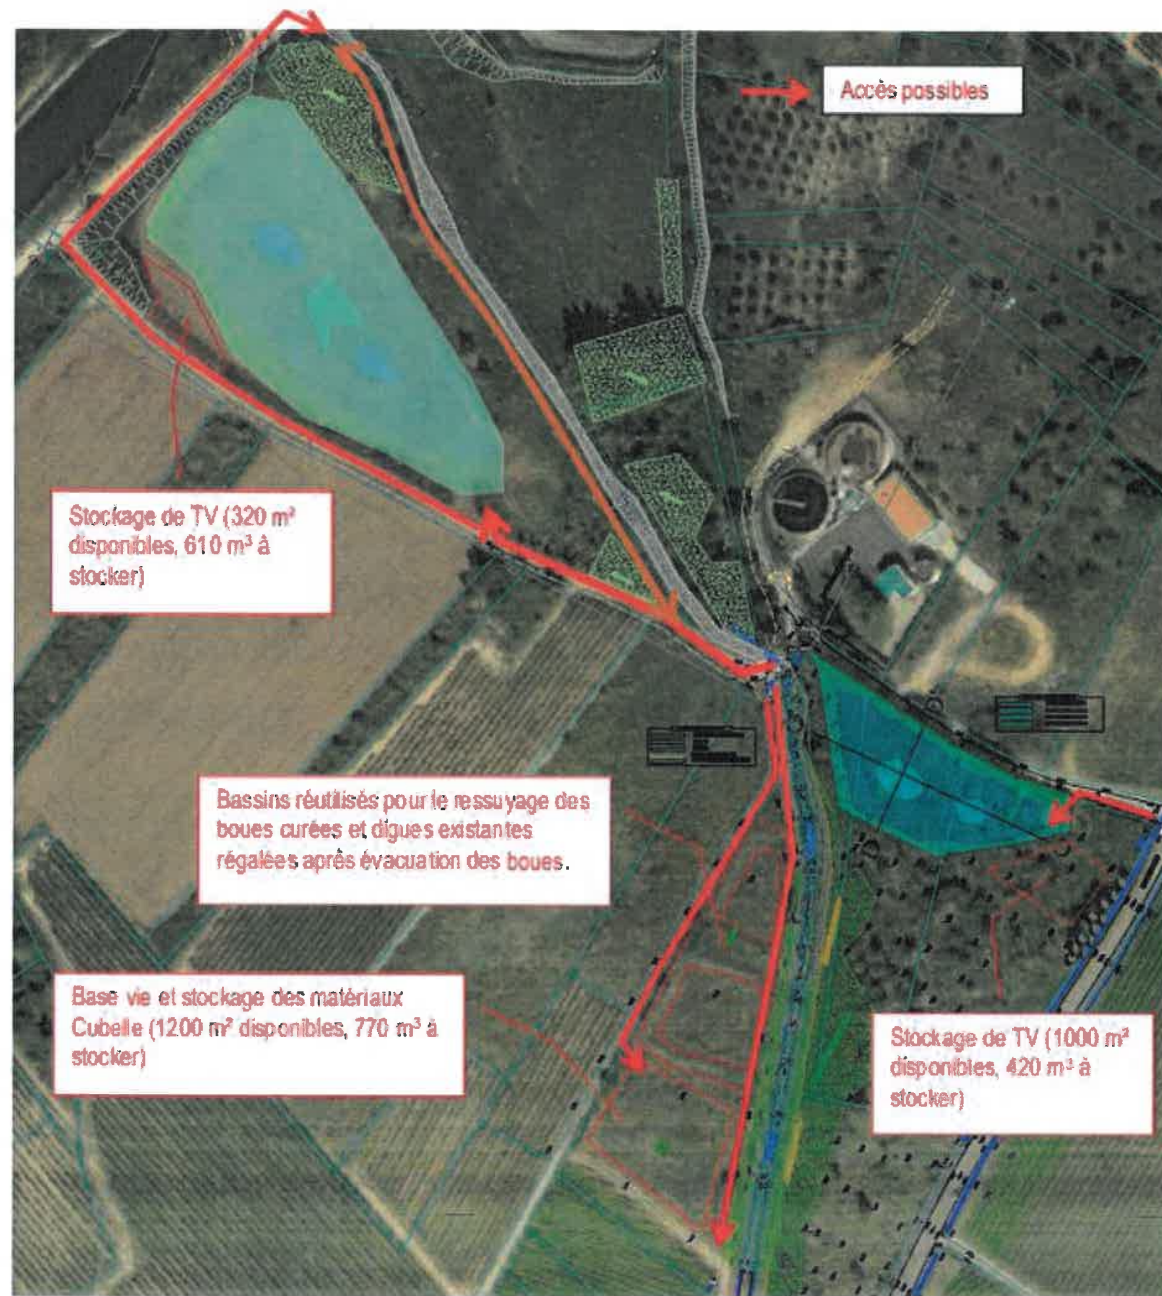 Accès possibles
Stockage de TV (320 m²
disponibles, 610 m³ à
stocker)
Bassins réutilisés pour le ressuyage des
boues curées et digues existantes
régalées après évacuation des boues.
Base vie et stockage des matériaux
Cubelle (1200 m² disponibles, 770 m³ à
stocker)
Stockage de TV (1000 m²
disponibles, 420 m³ à
stocker)